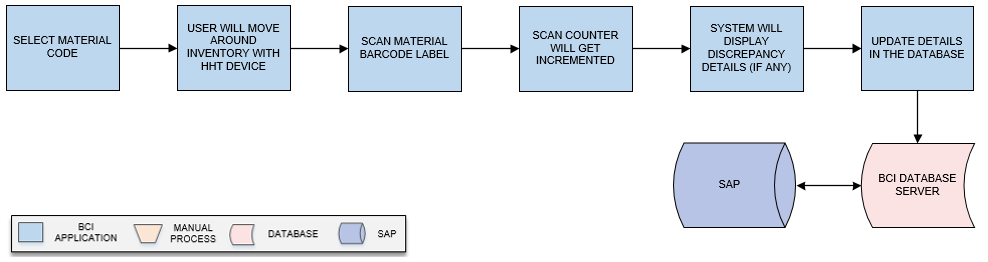 SELECT MATERIAL
CODE
USER WILL MOVE
AROUND
INVENTORY WITH
HHT DEVICE
SCAN MATERIAL
BARCODE LABEL
SCAN COUNTER
WILL GET
INCREMENTED
SYSTEM WILL
DISPLAY
DISCREPANCY
DETAILS (IF ANY)
UPDATE DETAILS
IN THE DATABASE
SAP
BCI DATABASE
SERVER
BCI
APPLICATION
MANUAL
PROCESS
DATABASE
SAP